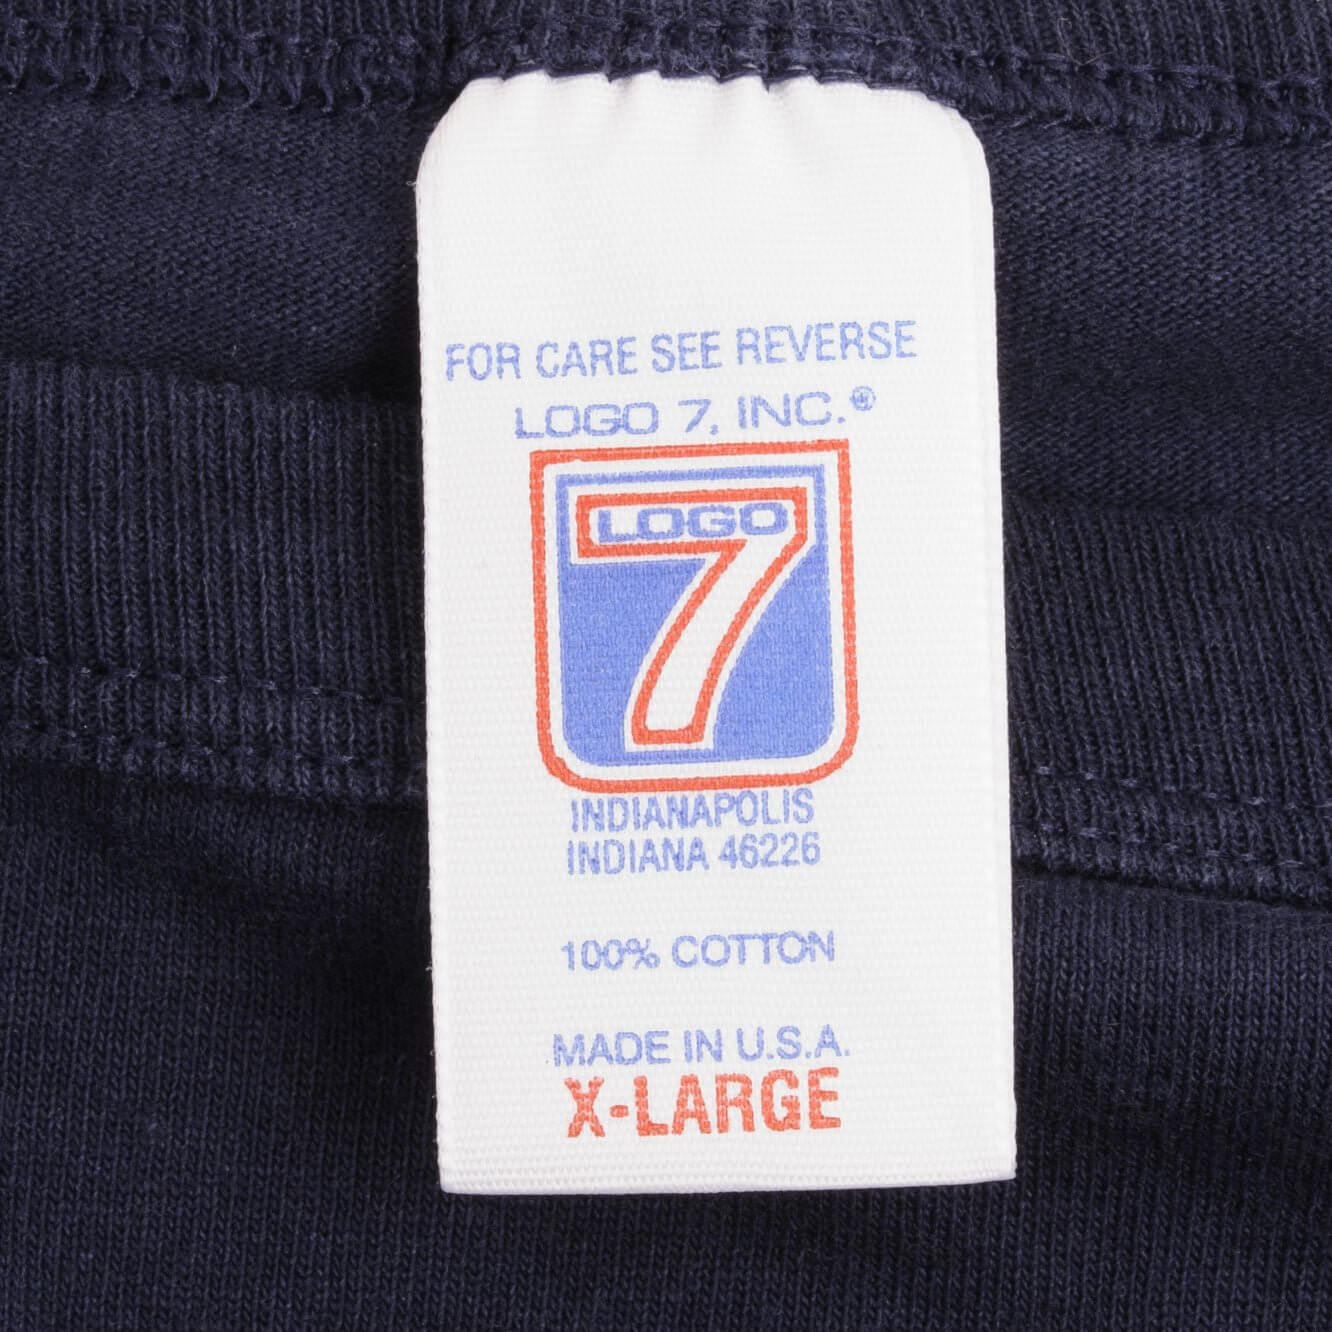 FOR CARE SEE REVERSE
LOGO 7, INC.®
LOGO
7
INDIANAPOLIS
INDIANA 46226
100% COTTON
MADE IN U.S.A.
X-LARGE